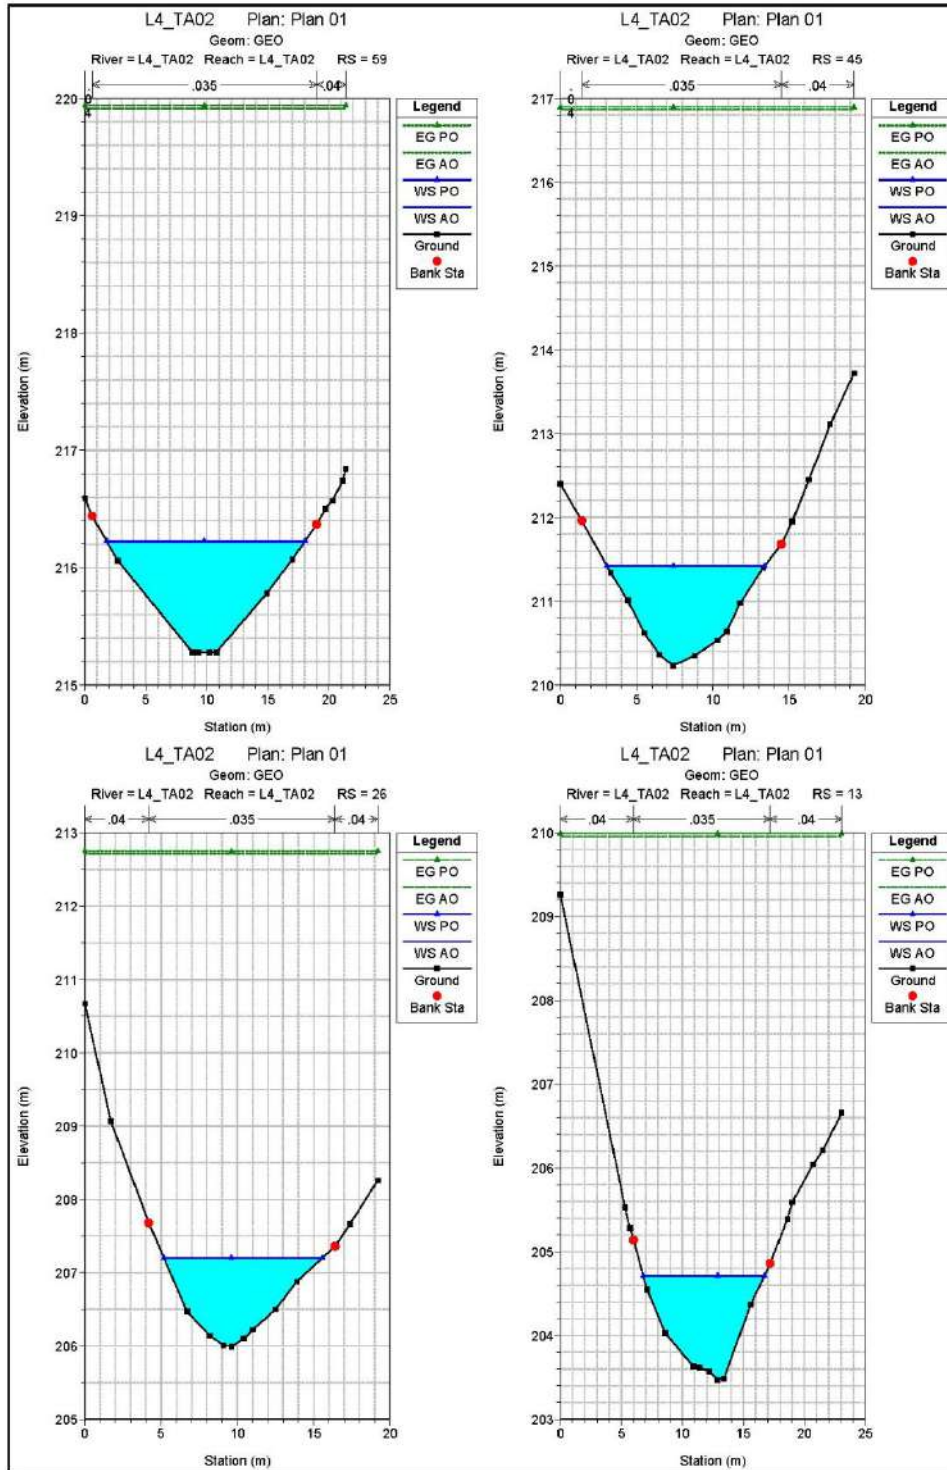 L4_TA02 Plan: Plan 01
Geom: GEO
River = L4_TA02 Reach = L4_TA02 RS = 59
.04 .035 .04
Legend
EG PO
EG AO
WS PO
WS AO
Ground
Bank Sta
220
219
218
217
216
215
Elevation (m)
0 5 10 15 20 25
Station (m)
L4_TA02 Plan: Plan 01
Geom: GEO
River = L4_TA02 Reach = L4_TA02 RS = 45
.04 .035 .04
Legend
EG PO
EG AO
WS PO
WS AO
Ground
Bank Sta
217
216
215
214
213
212
211
210
Elevation (m)
0 5 10 15 20
Station (m)
L4_TA02 Plan: Plan 01
Geom: GEO
River = L4_TA02 Reach = L4_TA02 RS = 26
.04 .035 .04
Legend
EG PO
EG AO
WS PO
WS AO
Ground
Bank Sta
213
212
211
210
209
208
207
206
205
Elevation (m)
0 5 10 15 20
Station (m)
L4_TA02 Plan: Plan 01
Geom: GEO
River = L4_TA02 Reach = L4_TA02 RS = 13
.04 .035 .04
Legend
EG PO
EG AO
WS PO
WS AO
Ground
Bank Sta
210
209
208
207
206
205
204
203
Elevation (m)
0 5 10 15 20 25
Station (m)